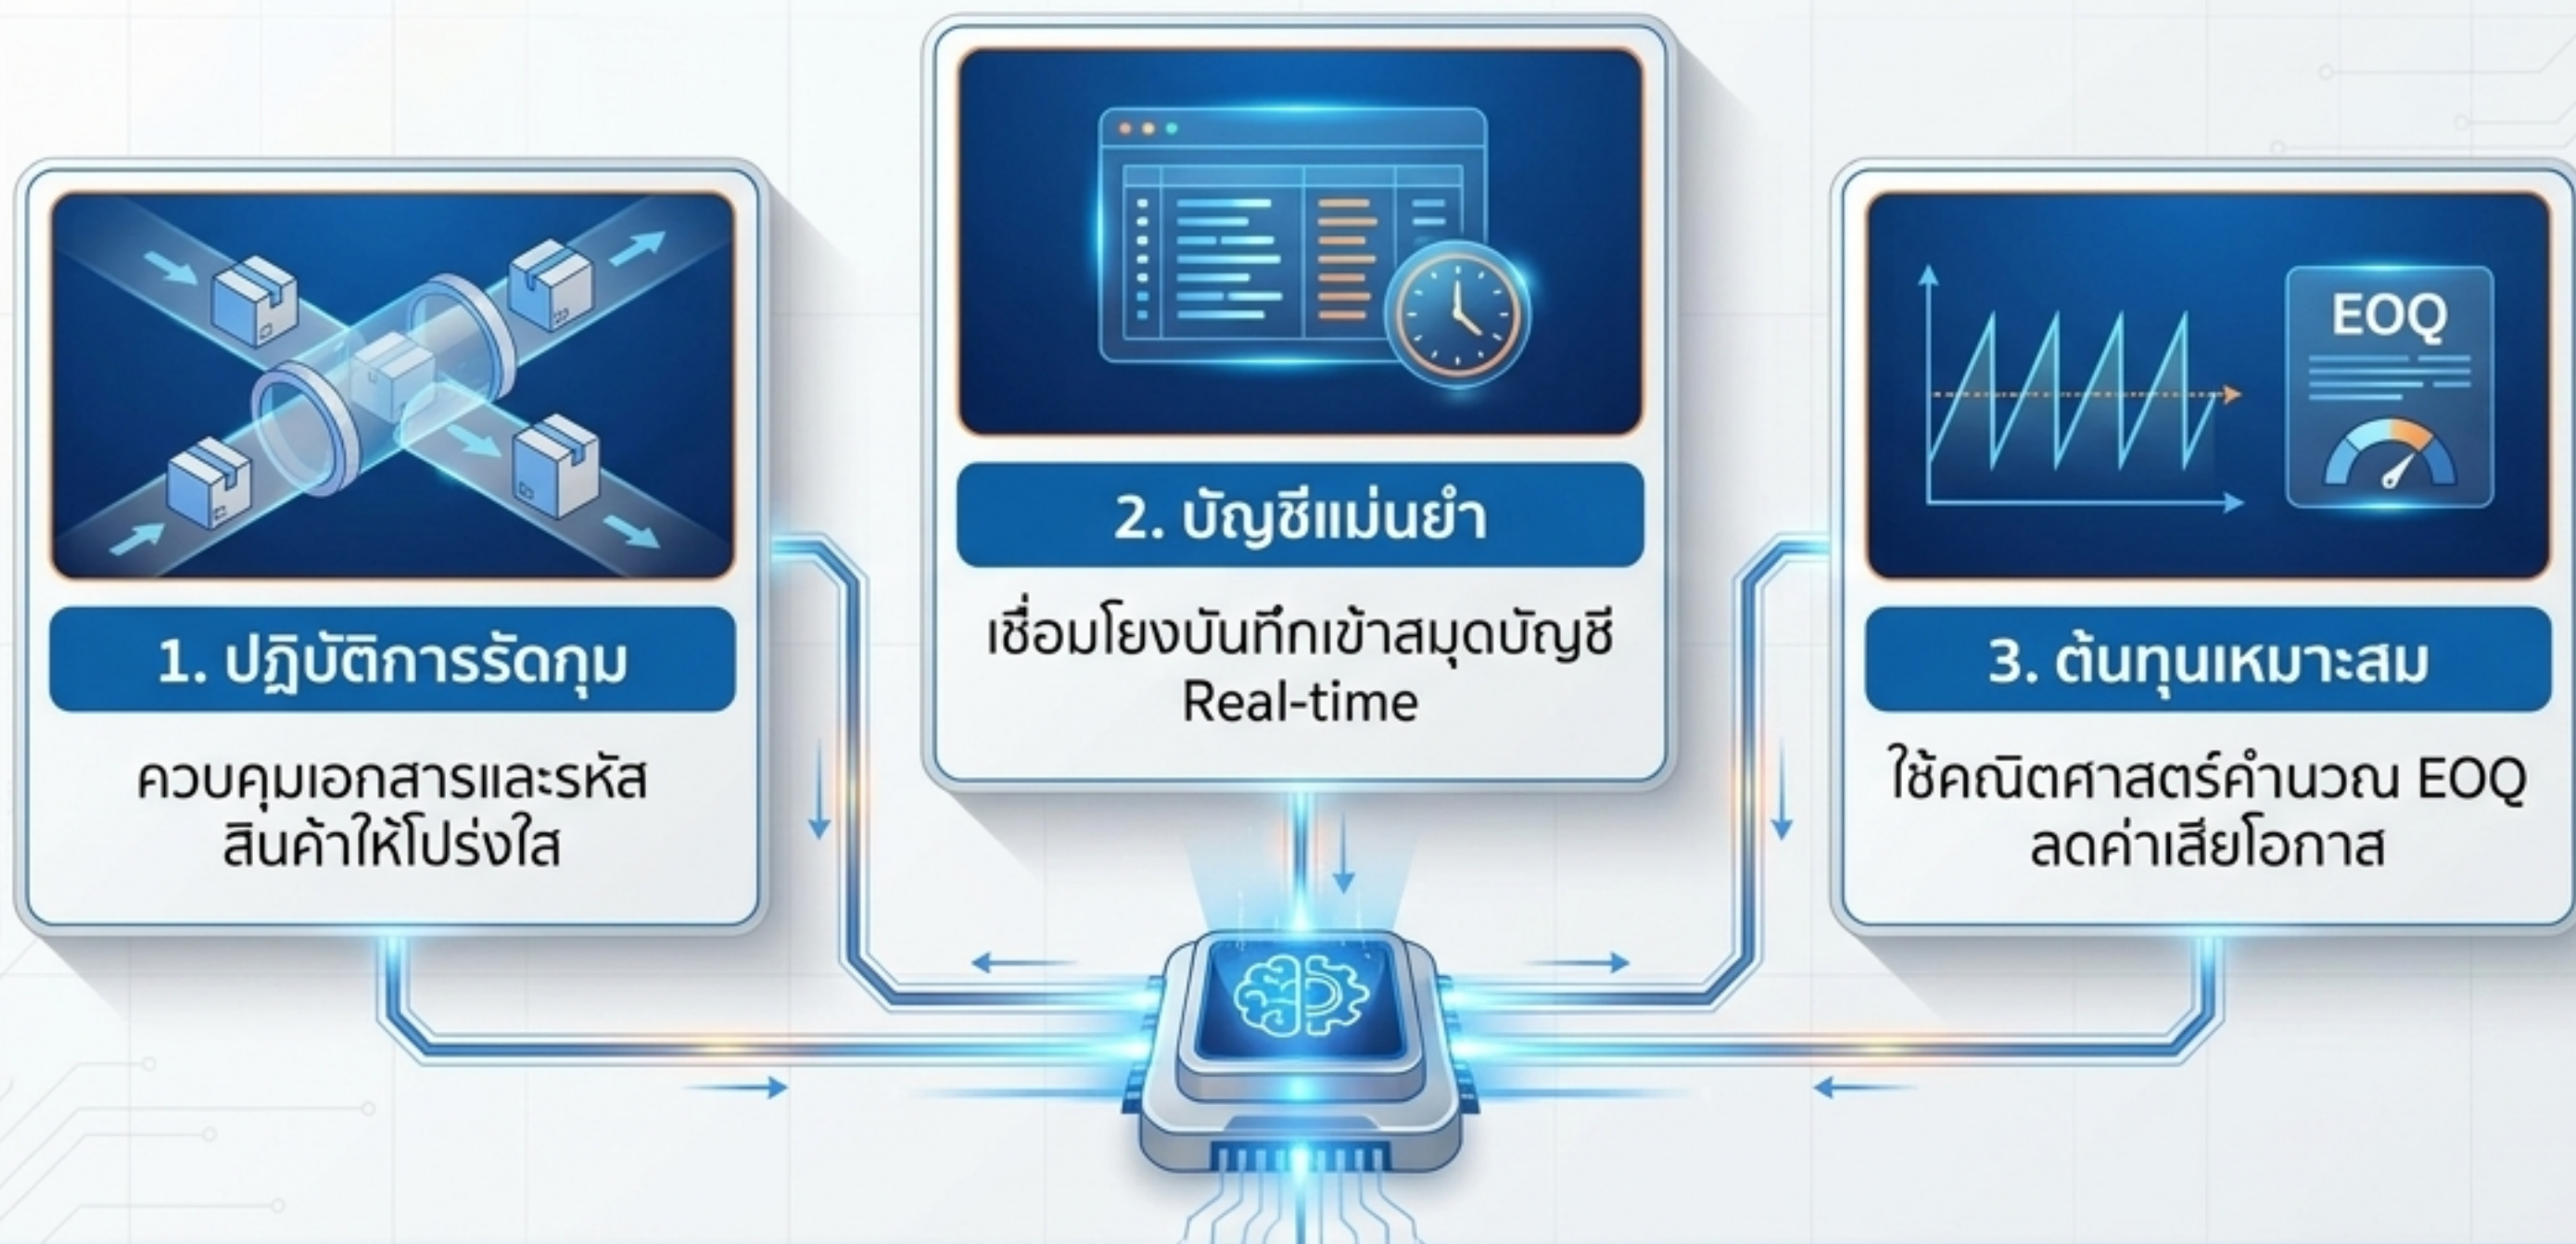 1. ปฏิบัติการรัดกุม
ควบคุมเอกสารและรหัส
สินค้าให้โปร่งใส
2. บัญชีแม่นยำ
เชื่อมโยงบันทึกเข้าสมุดบัญชี
Real-time
EOQ
3. ต้นทุนเหมาะสม
ใช้คณิตศาสตร์คำนวณ EOQ
ลดค่าเสียโอกาส